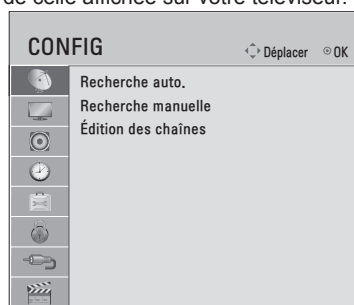 de celle affichée sur votre téléviseur.
CONFIG
Déplacer OK
Recherche auto.
Recherche manuelle
Édition des chaînes